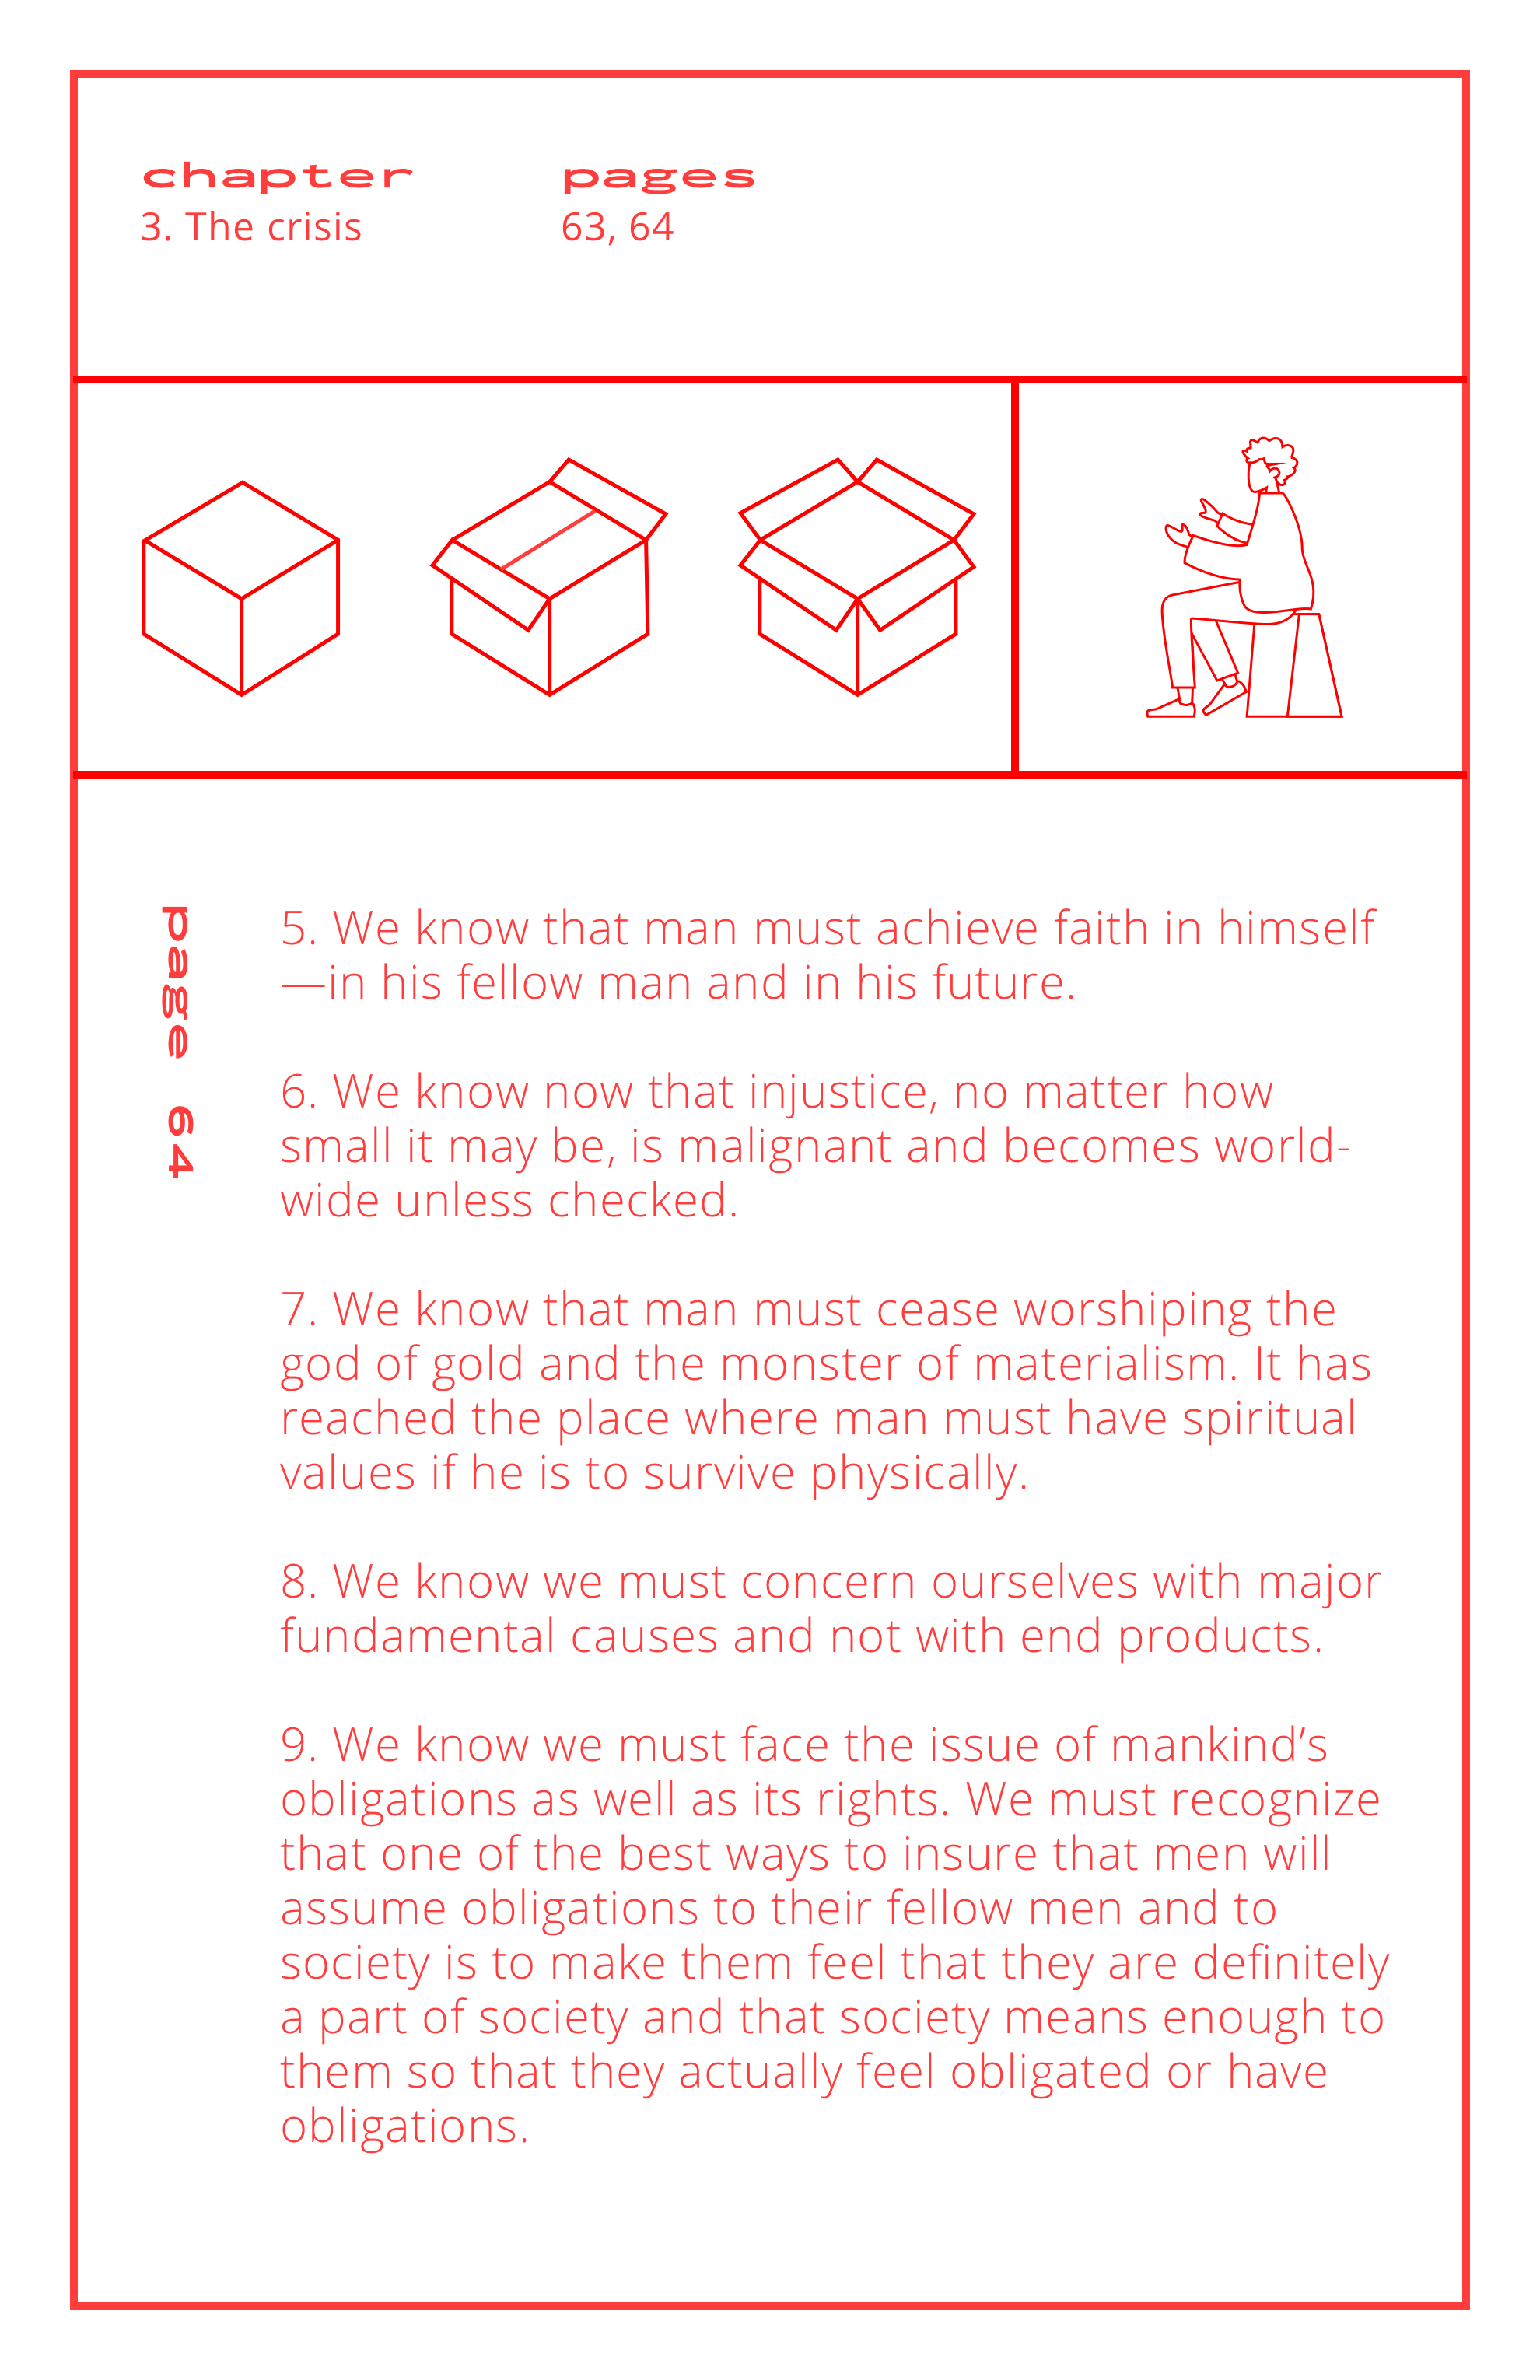 chapter
3. The crisis
pages
63, 64
page 64
5. We know that man must achieve faith in himself
—in his fellow man and in his future.
6. We know now that injustice, no matter how
small it may be, is malignant and becomes world-
wide unless checked.
7. We know that man must cease worshiping the
god of gold and the monster of materialism. It has
reached the place where man must have spiritual
values if he is to survive physically.
8. We know we must concern ourselves with major
fundamental causes and not with end products.
9. We know we must face the issue of mankind’s
obligations as well as its rights. We must recognize
that one of the best ways to insure that men will
assume obligations to their fellow men and to
society is to make them feel that they are definitely
a part of society and that society means enough to
them so that they actually feel obligated or have
obligations.